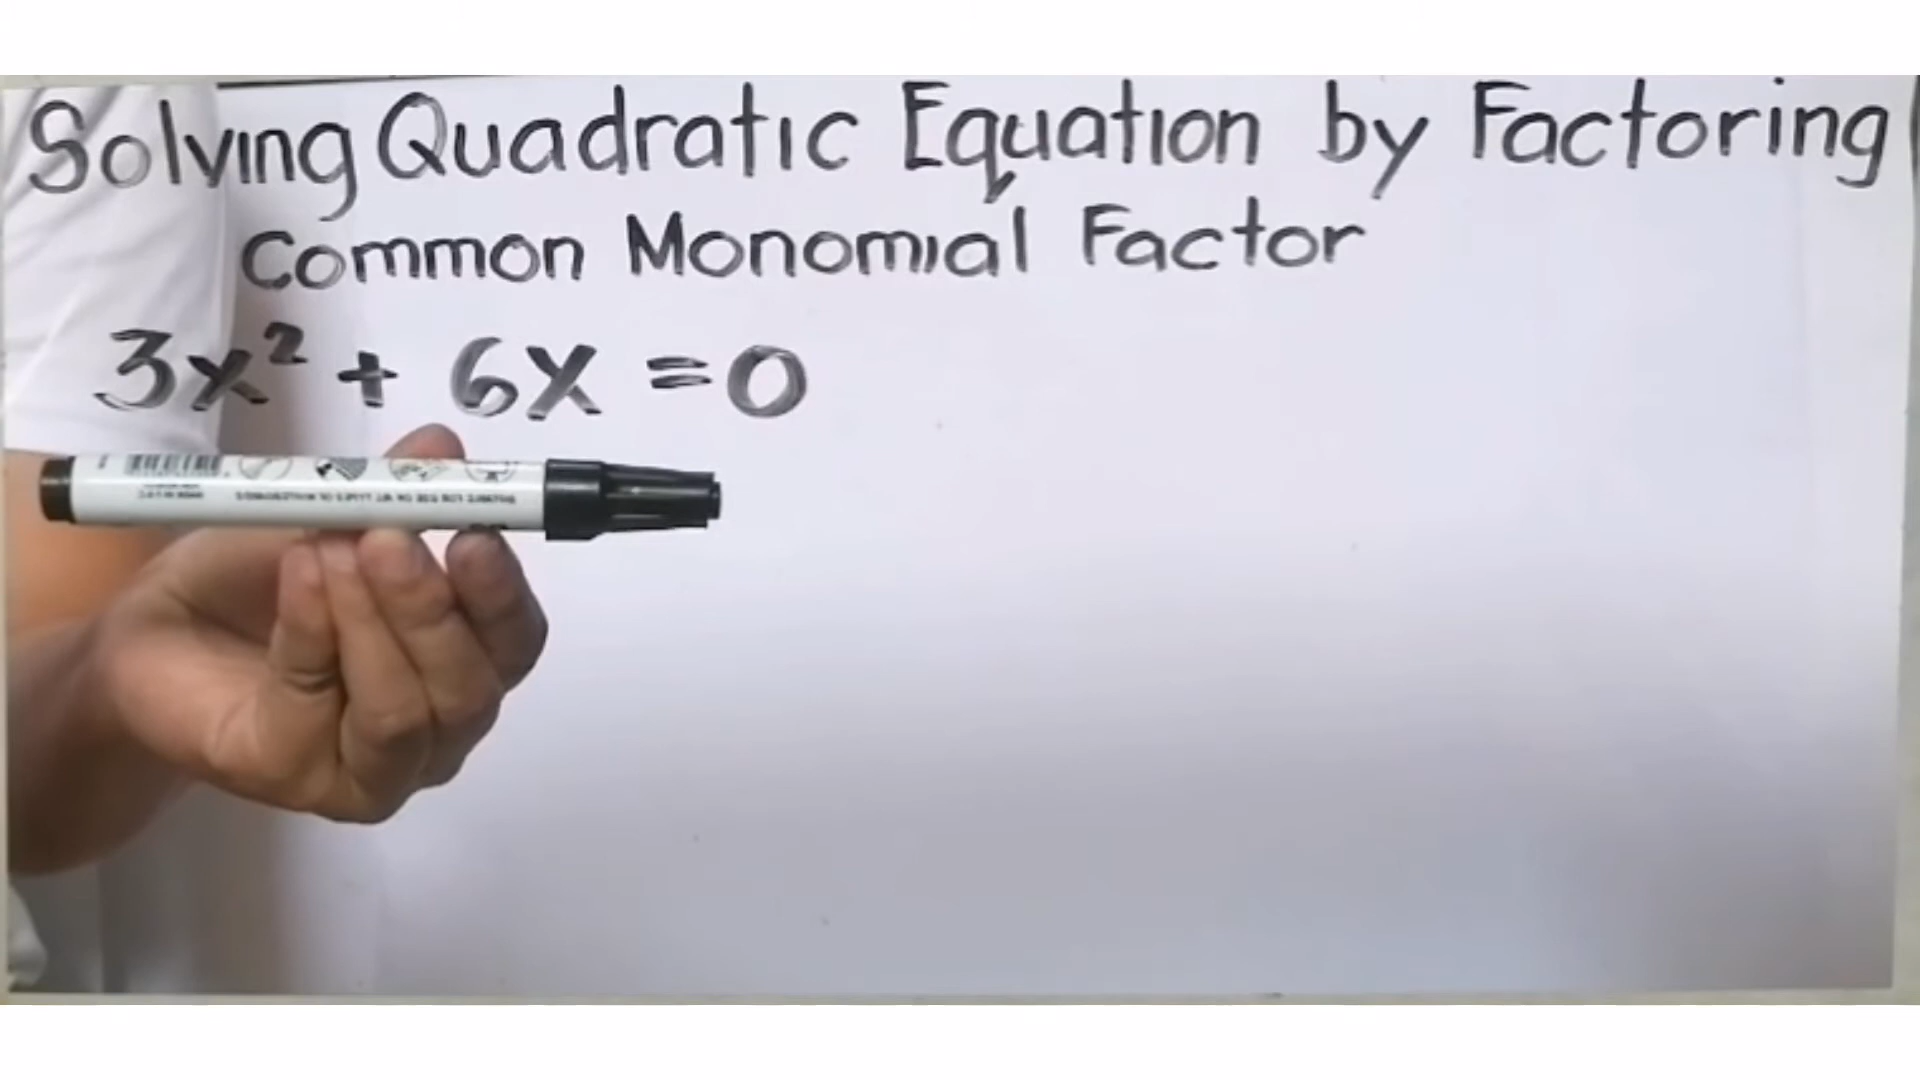 Solving Quadratic Equation by Factoring
Common Monomial Factor
3x² + 6x = 0